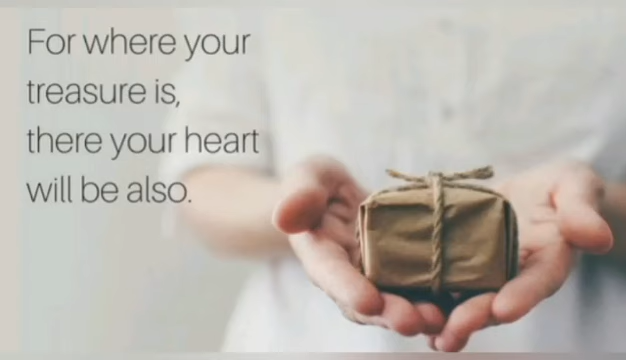 For where your
treasure is,
there your heart
will be also.